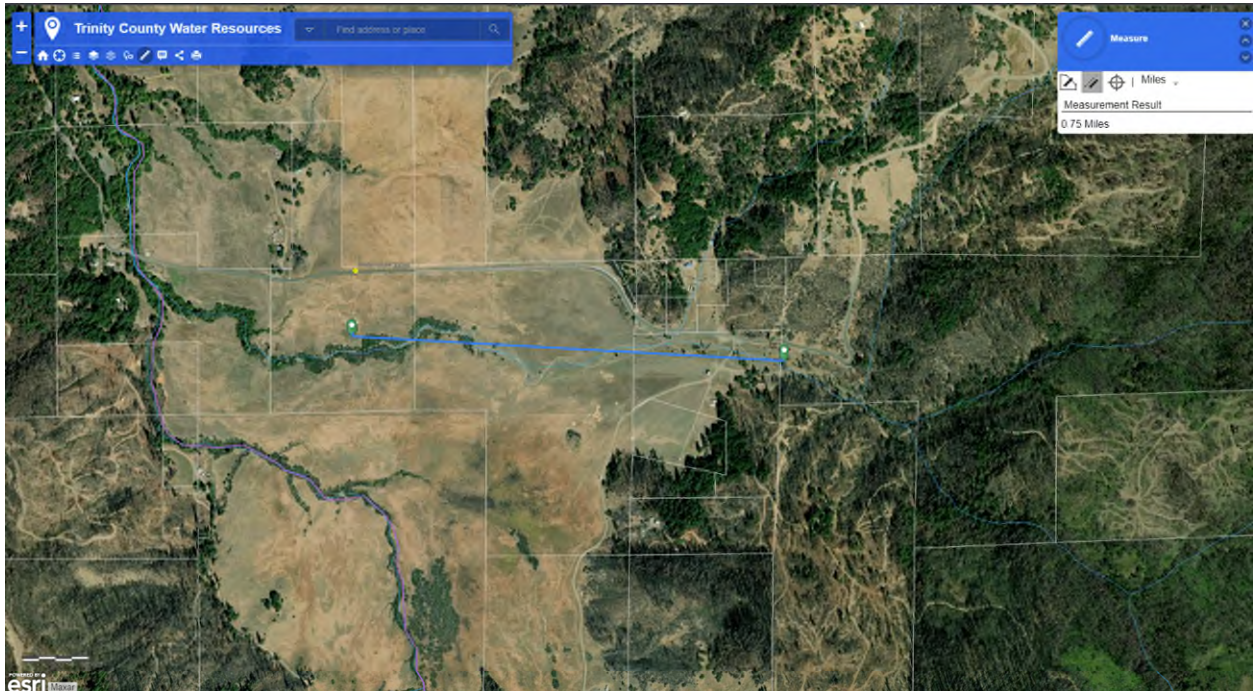 +
Trinity County Water Resources
Find address or place
−
Measure
Miles
Measurement Result
0.75 Miles
POWERED BY
esri
Maxar